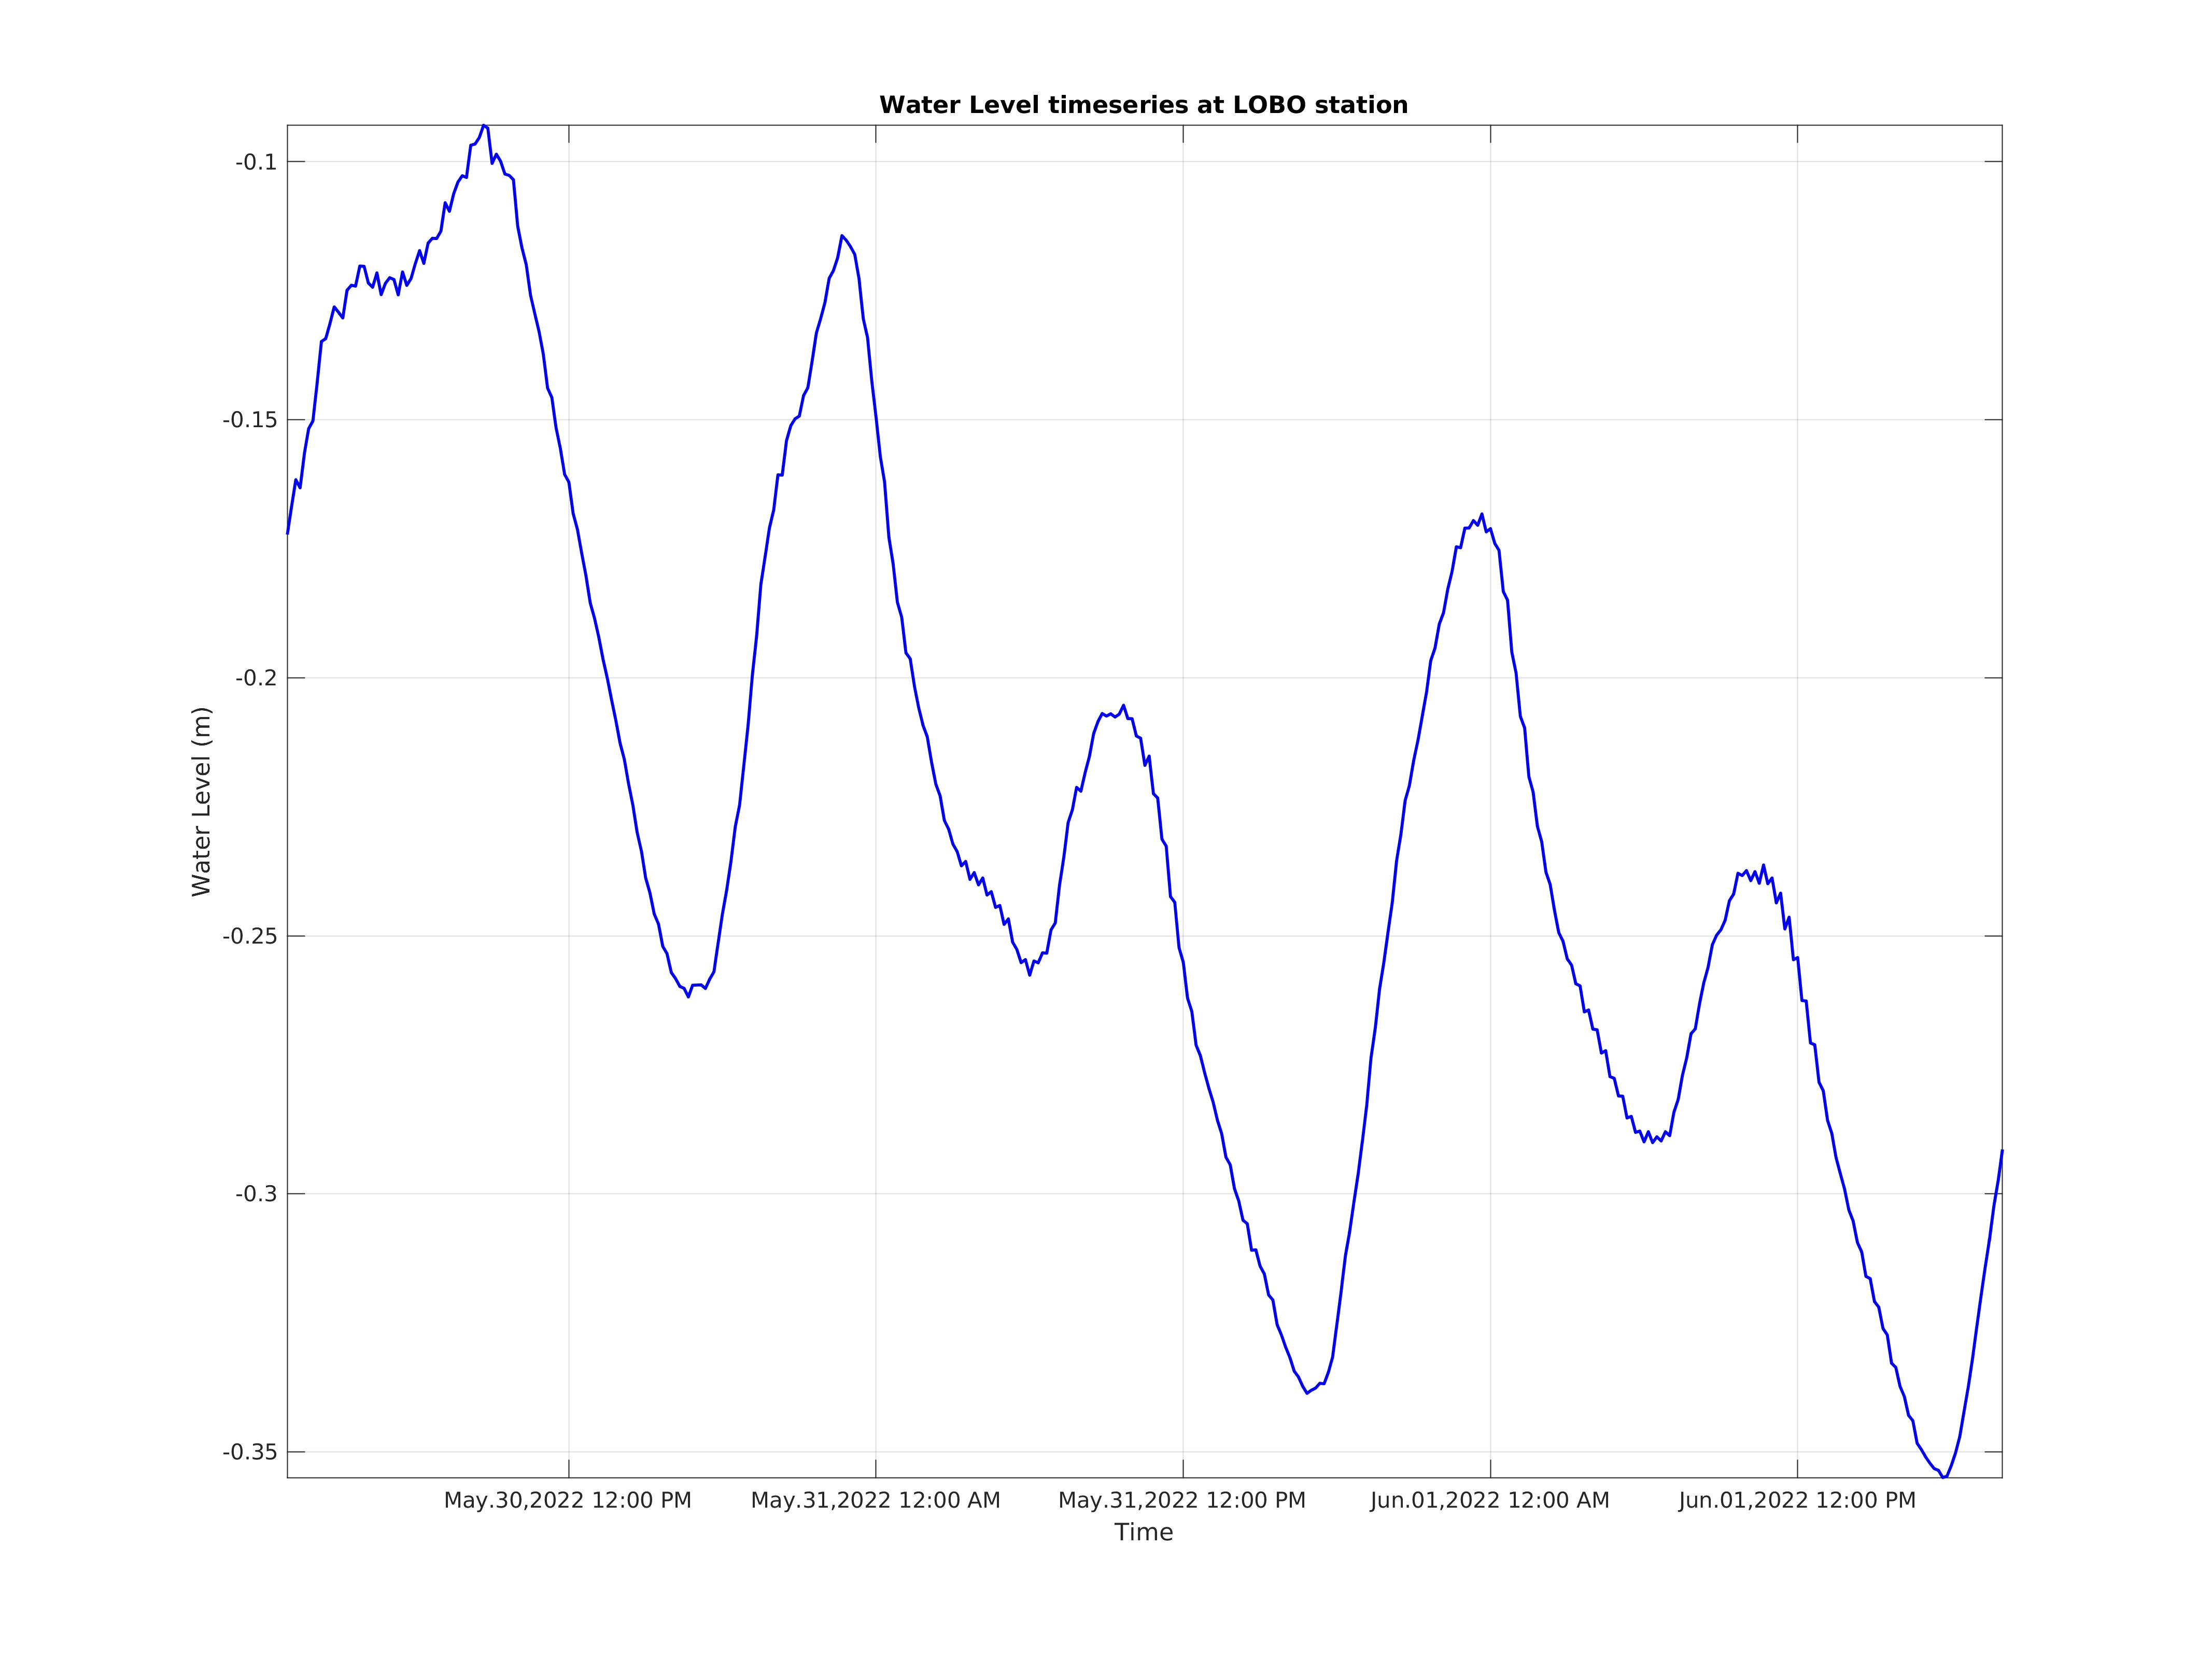 Water Level timeseries at LOBO station
-0.1
-0.15
-0.2
-0.25
-0.3
-0.35
Water Level (m)
May.30,2022 12:00 PM
May.31,2022 12:00 AM
May.31,2022 12:00 PM
Jun.01,2022 12:00 AM
Jun.01,2022 12:00 PM
Time